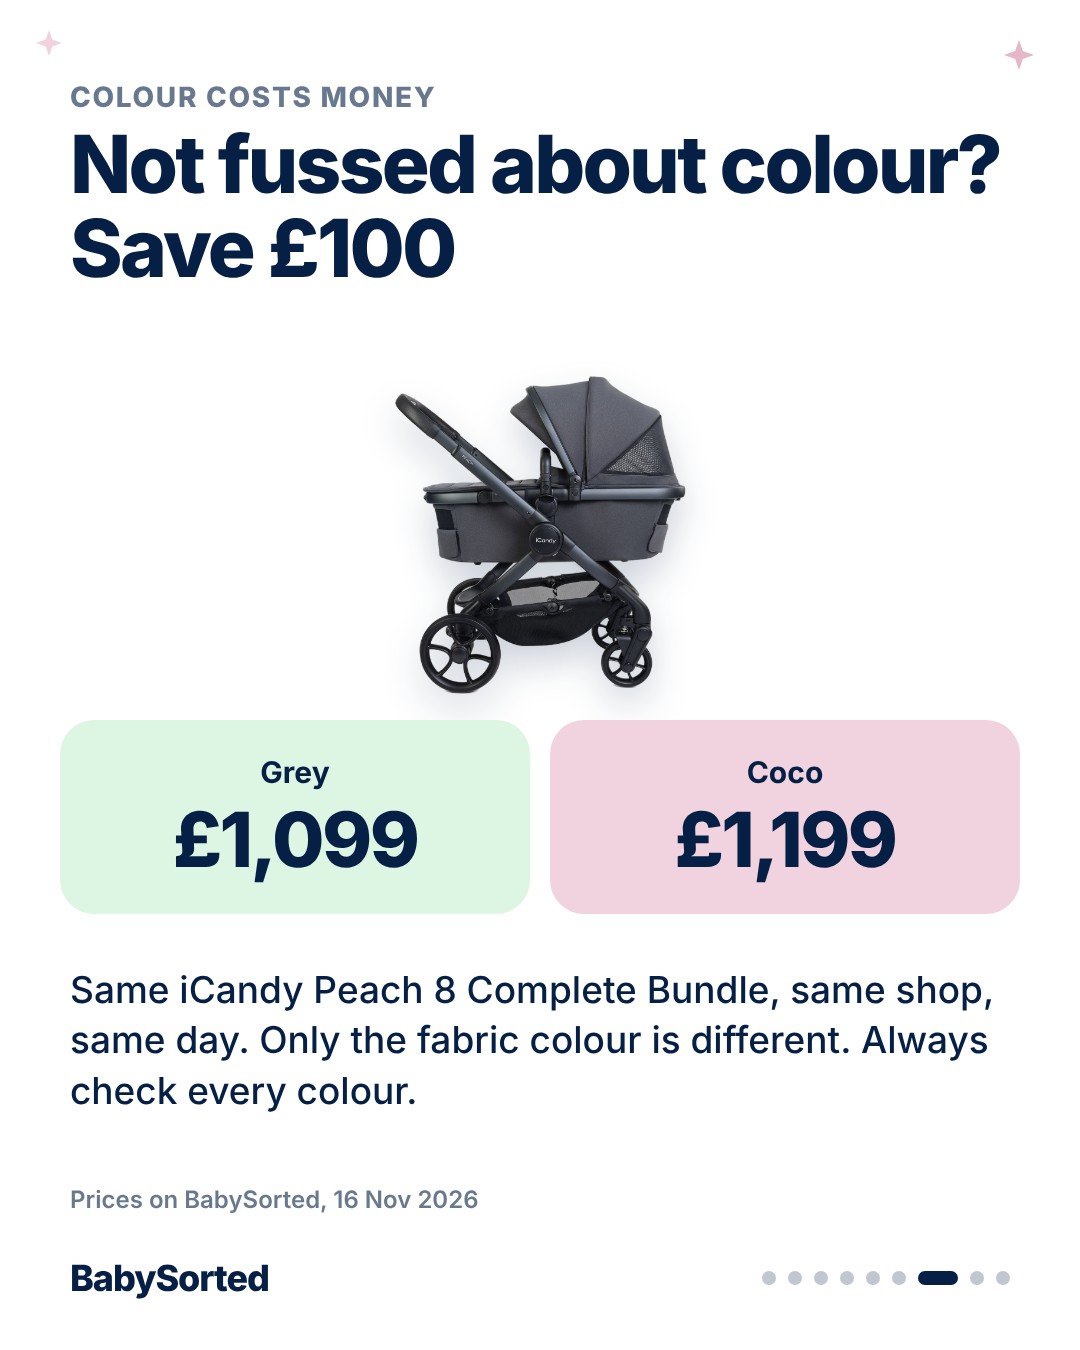 COLOUR COSTS MONEY
Not fussed about colour?
Save £100
iCandy
Grey
£1,099
Coco
£1,199
Same iCandy Peach 8 Complete Bundle, same shop,
same day. Only the fabric colour is different. Always
check every colour.
Prices on BabySorted, 16 Nov 2026
BabySorted